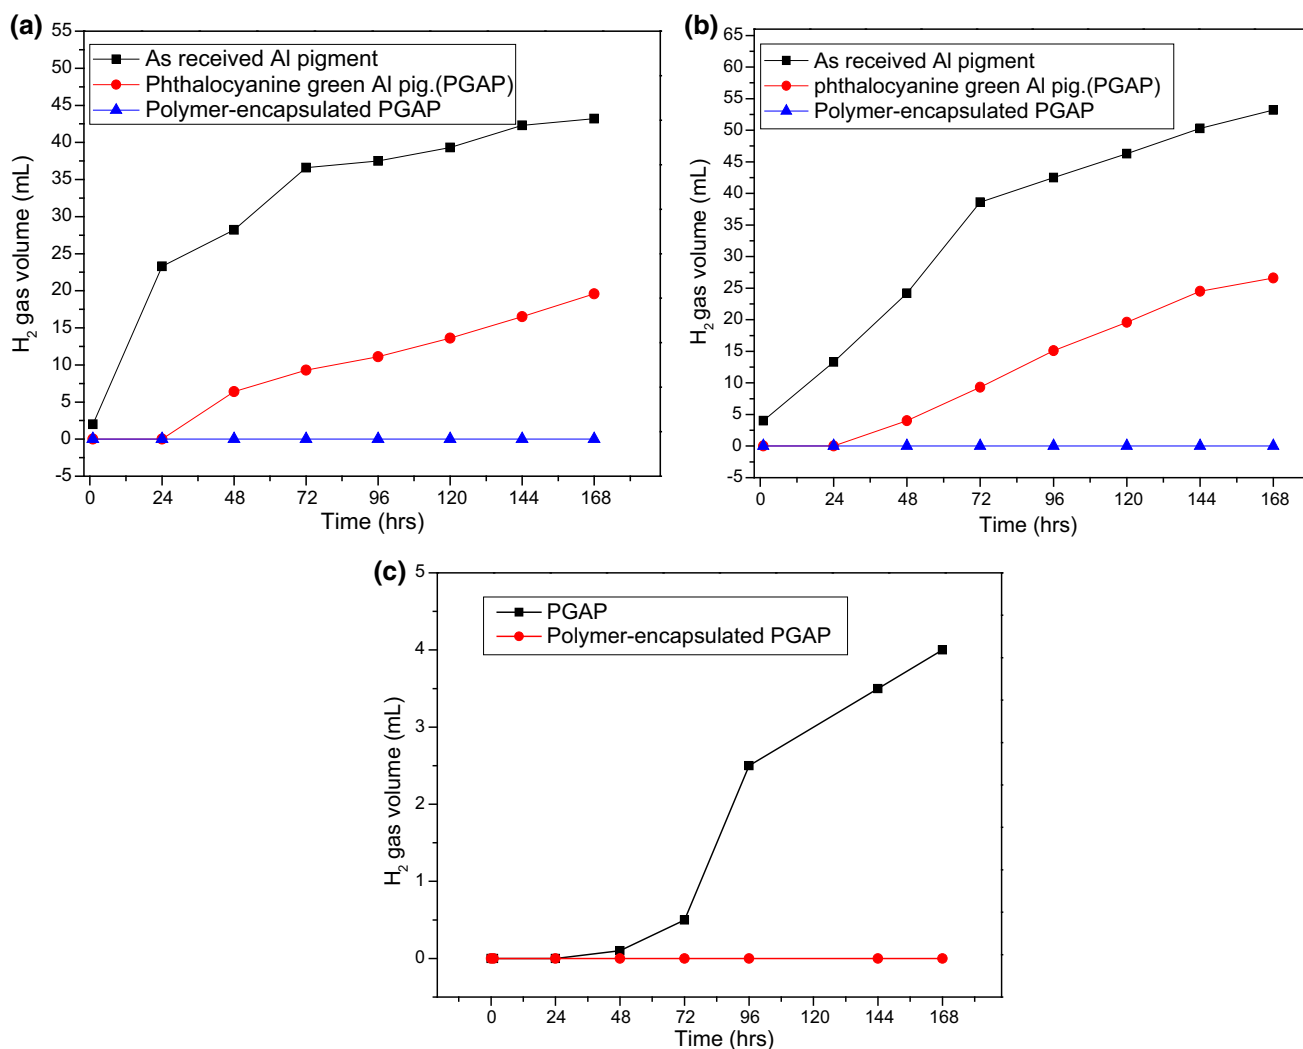 (a)
55
50
45
40
35
30
25
20
15
10
5
0
-5
H2 gas volume (mL)
As received Al pigment
Phthalocyanine green Al pig.(PGAP)
Polymer-encapsulated PGAP
0 24 48 72 96 120 144 168
Time (hrs)
(b)
65
60
55
50
45
40
35
30
25
20
15
10
5
0
-5
H2 gas volume (mL)
As received Al pigment
phthalocyanine green Al pig.(PGAP)
Polymer-encapsulated PGAP
0 24 48 72 96 120 144 168
Time (hrs)
(c)
5
4
3
2
1
0
H2 gas volume (mL)
PGAP
Polymer-encapsulated PGAP
0 24 48 72 96 120 144 168
Time (hrs)